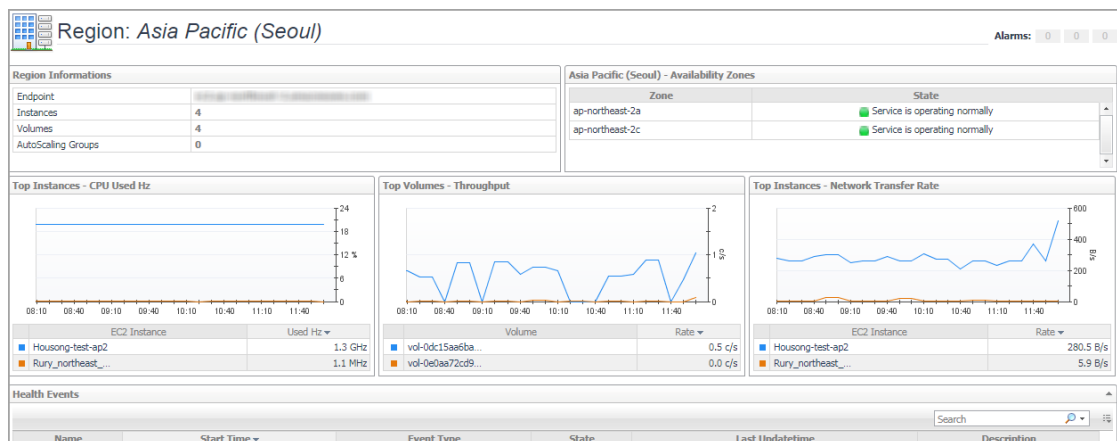 Region: Asia Pacific (Seoul)
Alarms: 0 0 0
Region Informations
Endpoint
Instances 4
Volumes 4
AutoScaling Groups 0
Asia Pacific (Seoul) - Availability Zones
Zone State
ap-northeast-2a Service is operating normally
ap-northeast-2c Service is operating normally
Top Instances - CPU Used Hz
24
18
12 %
6
0
08:10 08:40 09:10 09:40 10:10 10:40 11:10 11:40
EC2 Instance Used Hz
Housong-test-ap2 1.3 GHz
Rury_northeast_... 1.1 MHz
Top Volumes - Throughput
2
1 c/s
0
08:10 08:40 09:10 09:40 10:10 10:40 11:10 11:40
Volume Rate
vol-0dc15aa6ba... 0.5 c/s
vol-0e0aa72cd9... 0.0 c/s
Top Instances - Network Transfer Rate
600
400
B/s
200
0
08:10 08:40 09:10 09:40 10:10 10:40 11:10 11:40
EC2 Instance Rate
Housong-test-ap2 280.5 B/s
Rury_northeast_... 5.9 B/s
Health Events
Search
Name Start Time Event Type State Last Updatetime Description